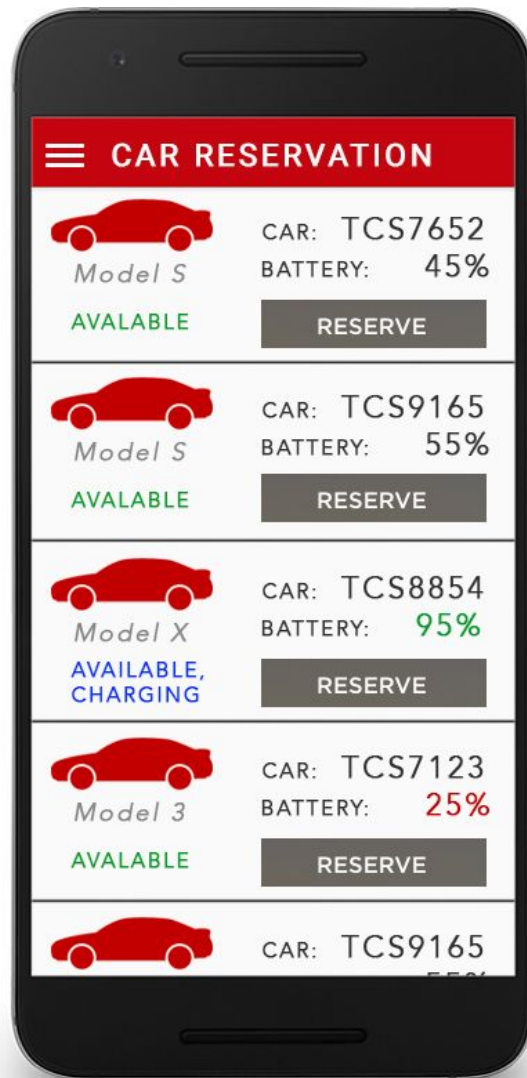 CAR RESERVATION
CAR: TCS7652
Model S
BATTERY: 45%
AVALABLE
RESERVE
CAR: TCS9165
Model S
BATTERY: 55%
AVALABLE
RESERVE
CAR: TCS8854
Model X
BATTERY: 95%
AVAILABLE,
CHARGING
RESERVE
CAR: TCS7123
Model 3
BATTERY: 25%
AVALABLE
RESERVE
CAR: TCS9165